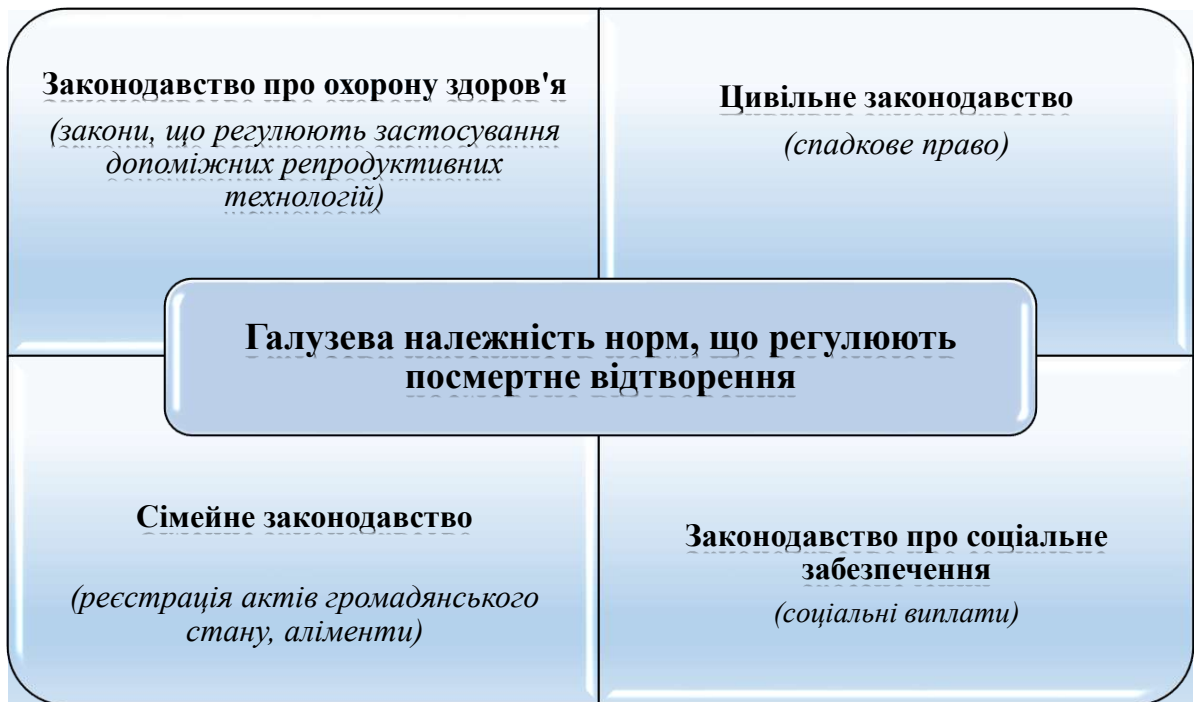 Законодавство про охорону здоров'я
(закони, що регулюють застосування
допоміжних репродуктивних
технологій)
Цивільне законодавство
(спадкове право)
Галузева належність норм, що регулюють
посмертне відтворення
Сімейне законодавство
(реєстрація актів громадянського
стану, аліменти)
Законодавство про соціальне
забезпечення
(соціальні виплати)